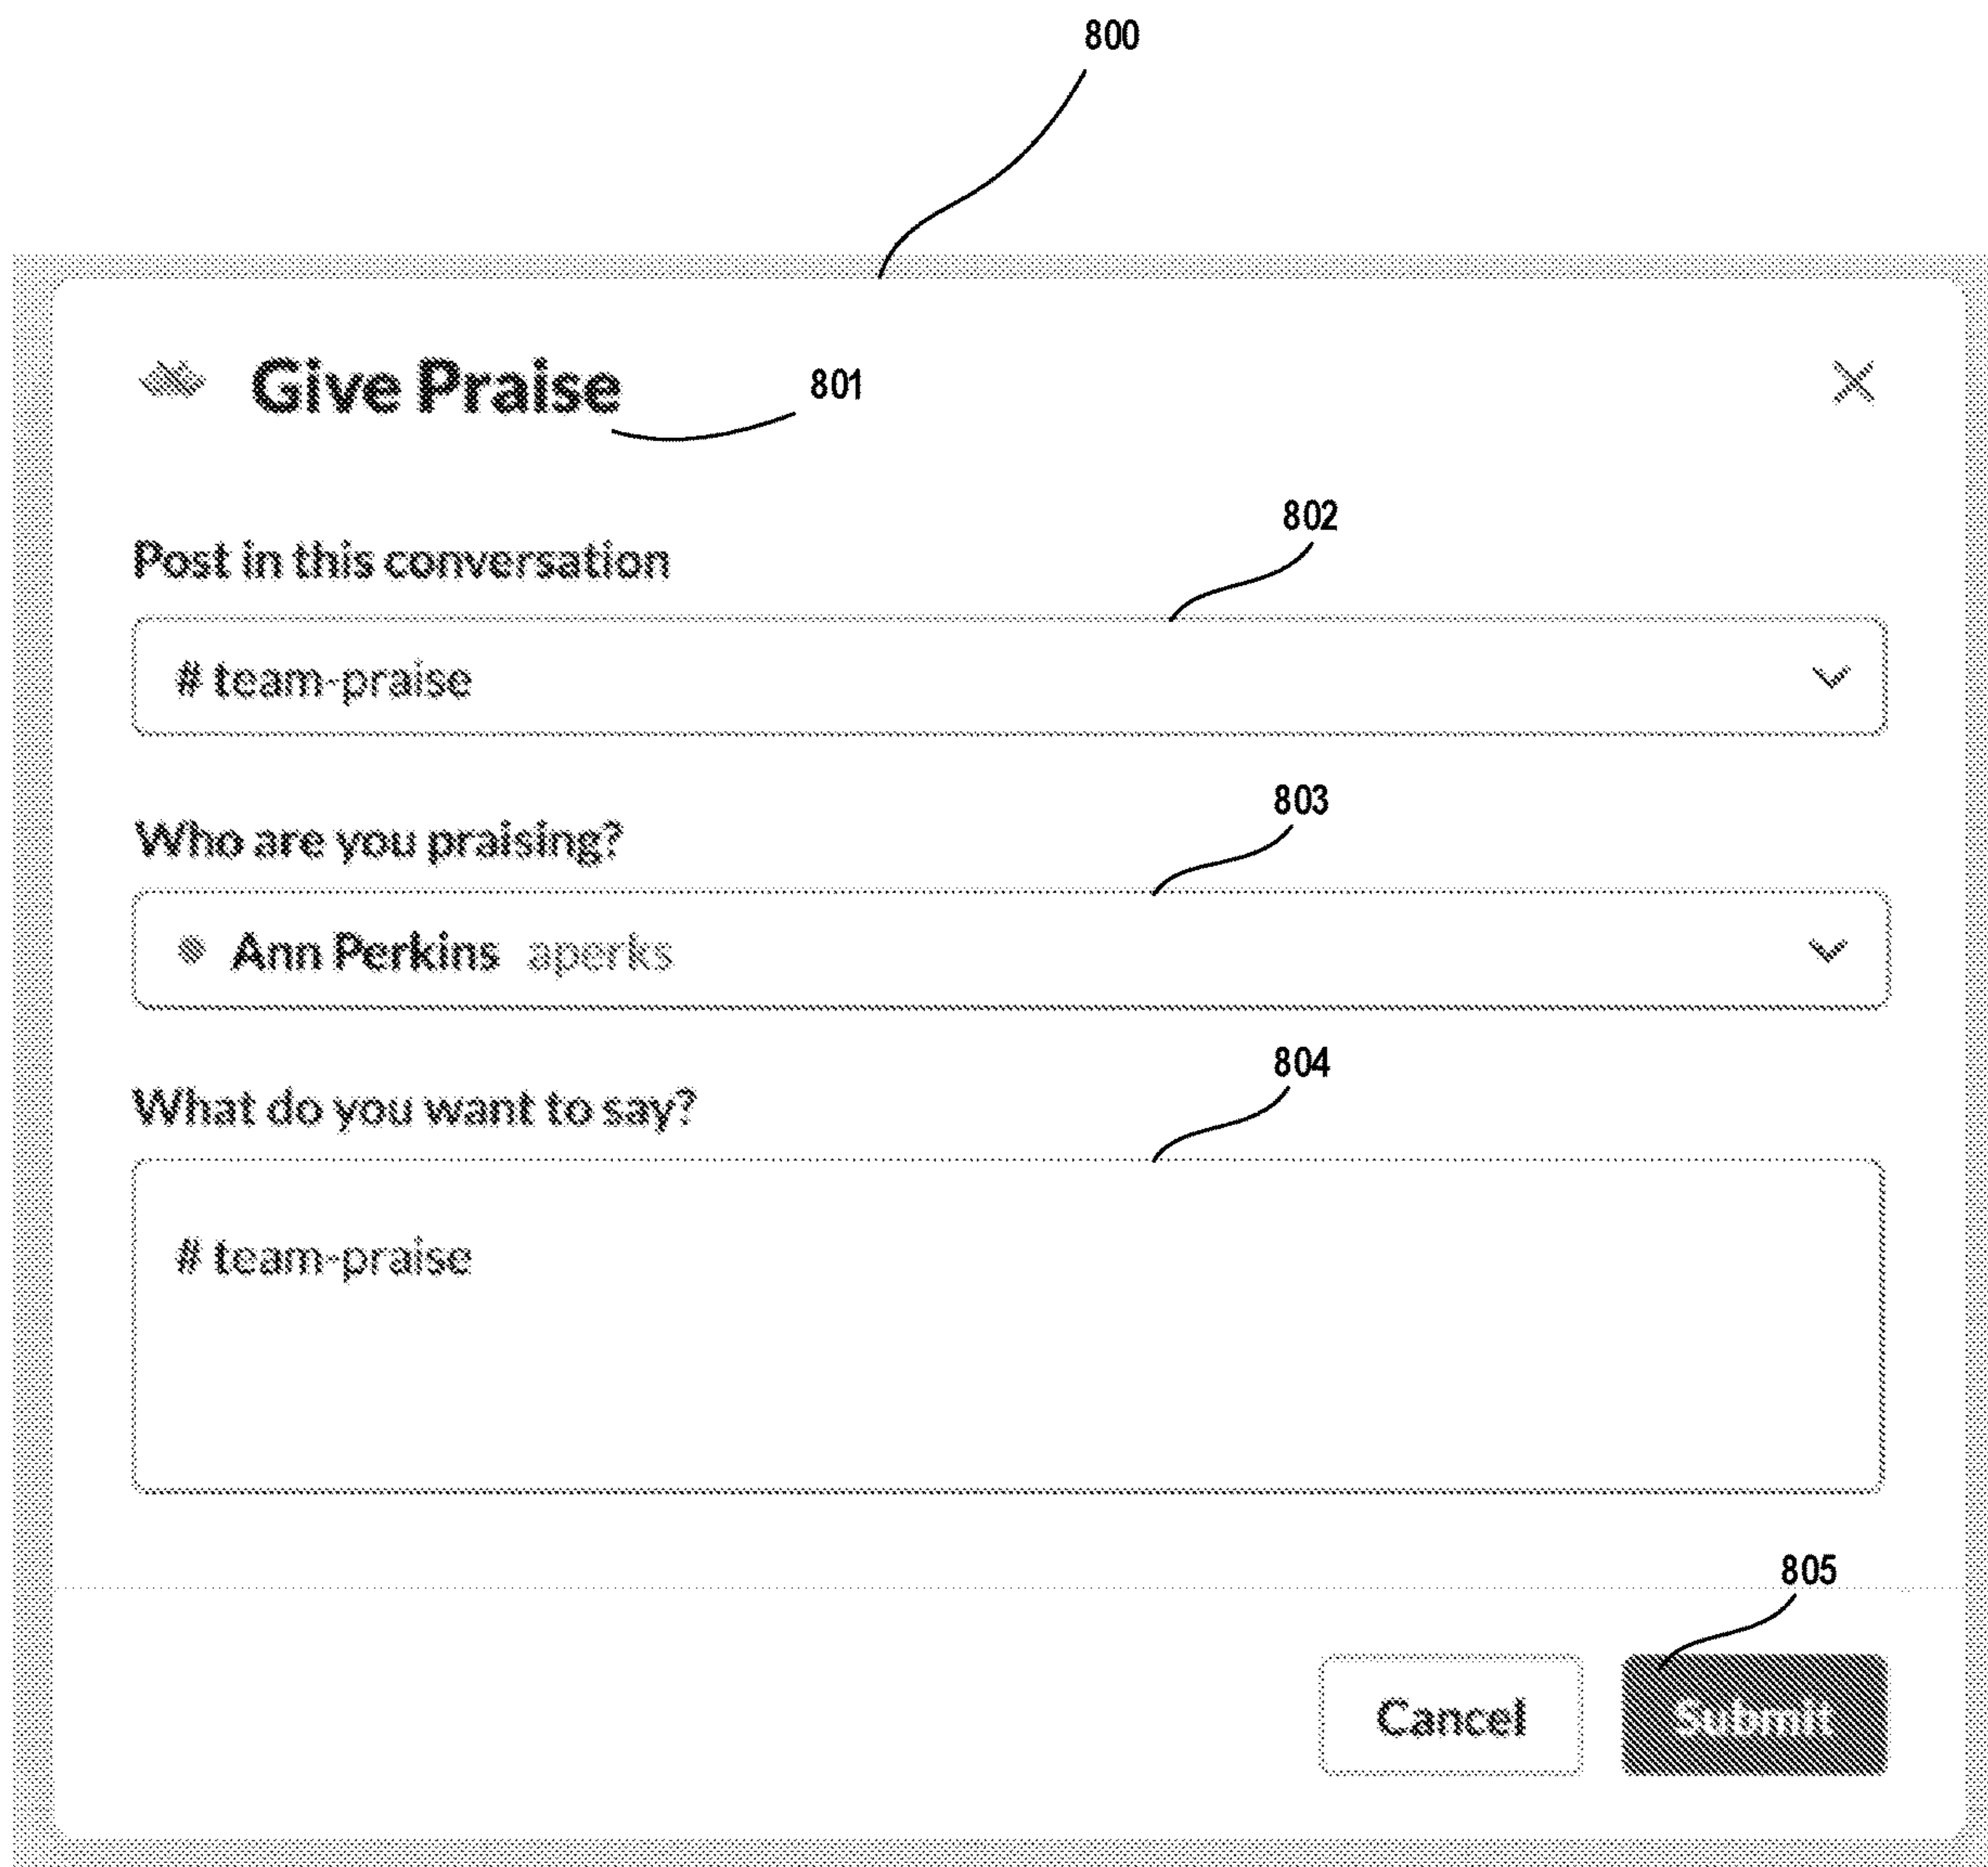 800
Give Praise
801
802
Post in this conversation
# team-praise
803
Who are you praising?
Ann Perkins aperks
804
What do you want to say?
# team-praise
805
Cancel
Submit